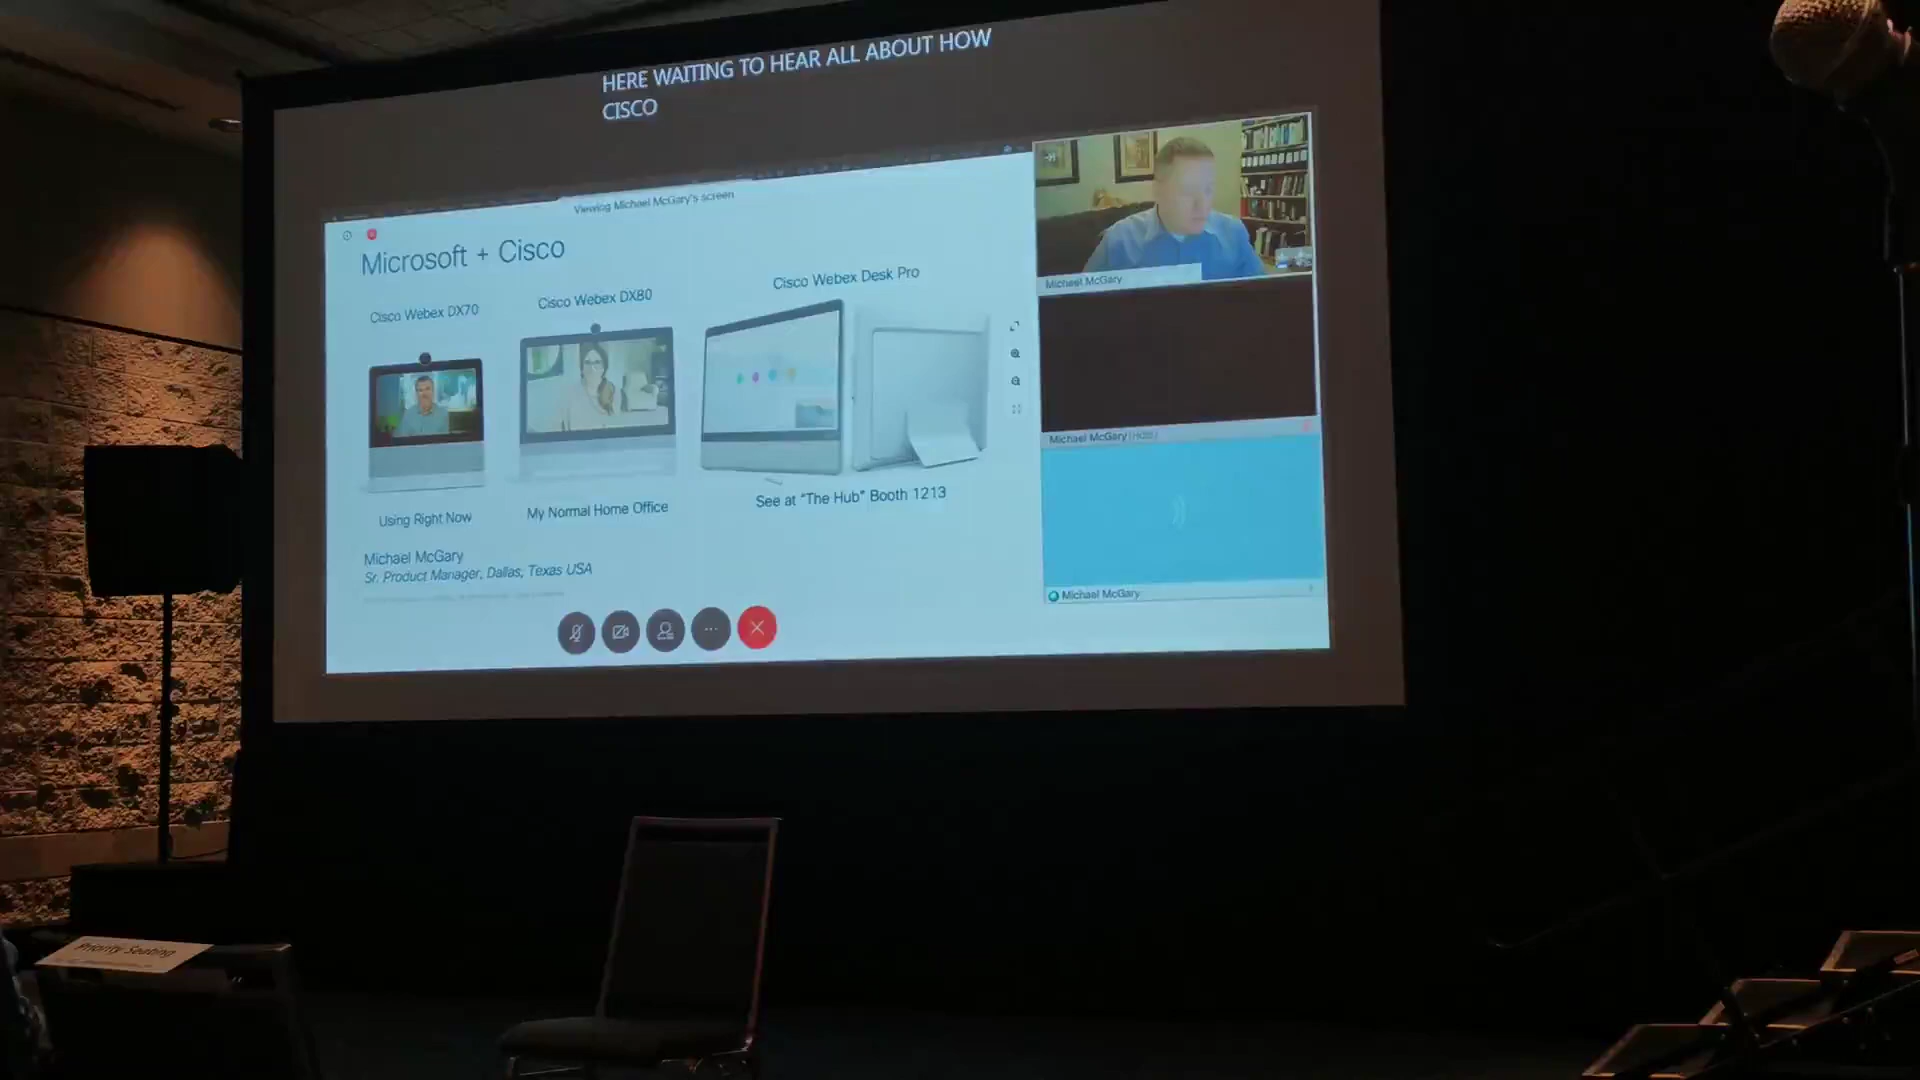 HERE WAITING TO HEAR ALL ABOUT HOW
CISCO
Viewing Michael McGary's screen
Microsoft + Cisco
Cisco Webex DX70
Cisco Webex DX80
Cisco Webex Desk Pro
Using Right Now
My Normal Home Office
See at "The Hub" Booth 1213
Michael McGary
Sr. Product Manager, Dallas, Texas USA
Michael McGary
Michael McGary
Michael McGary
Priority Seating